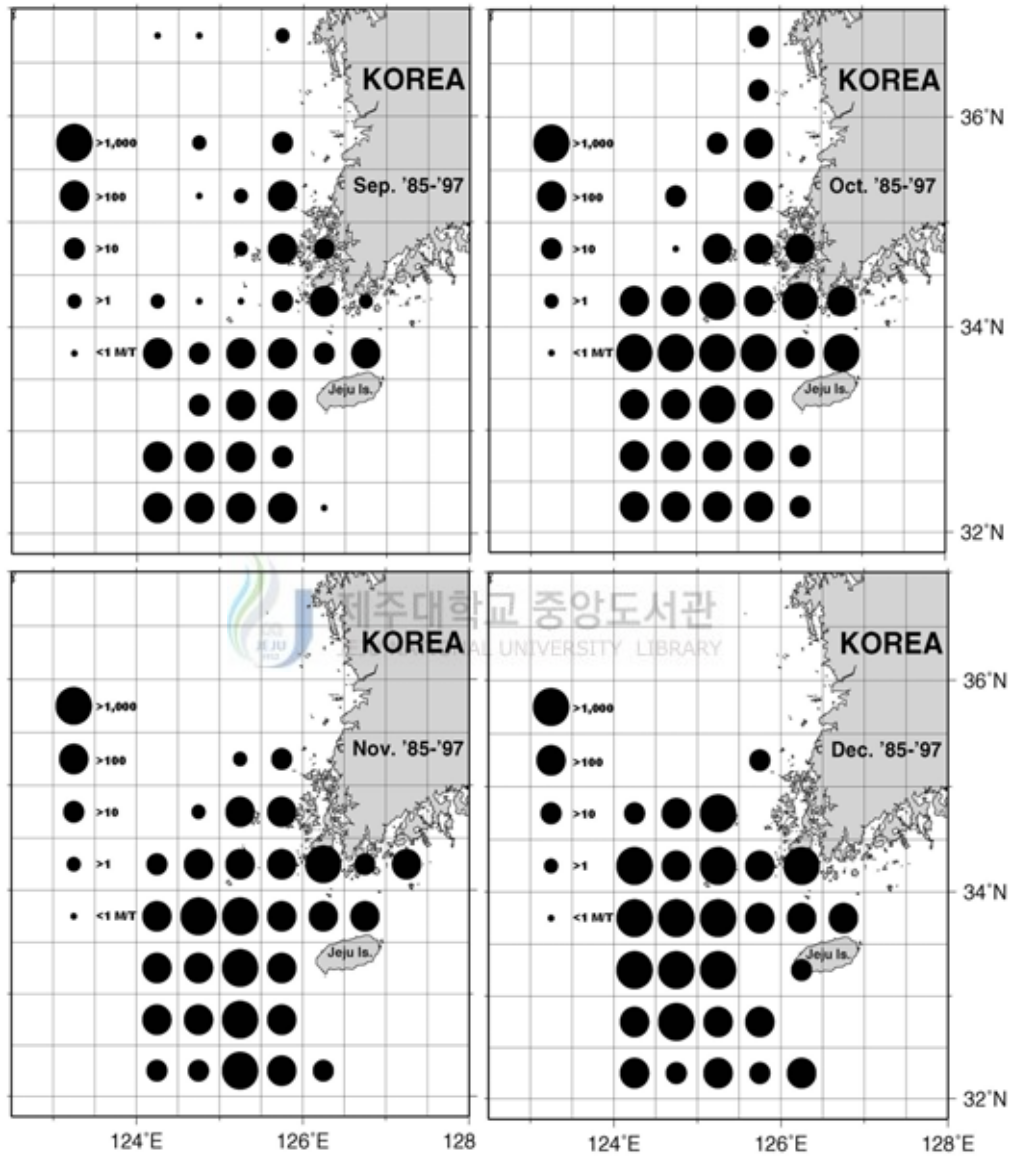 KOREA
Sep. '85-'97
>1,000
>100
>10
>1
<1 M/T
Jeju Is.
KOREA
Oct. '85-'97
>1,000
>100
>10
>1
<1 M/T
Jeju Is.
36°N
34°N
32°N
제주대학교 중앙도서관
UNIVERSITY LIBRARY
JEJU
KOREA
Nov. '85-'97
>1,000
>100
>10
>1
<1 M/T
Jeju Is.
124°E
126°E
128
KOREA
Dec. '85-'97
>1,000
>100
>10
>1
<1 M/T
Jeju Is.
36°N
34°N
32°N
124°E
126°E
128°E